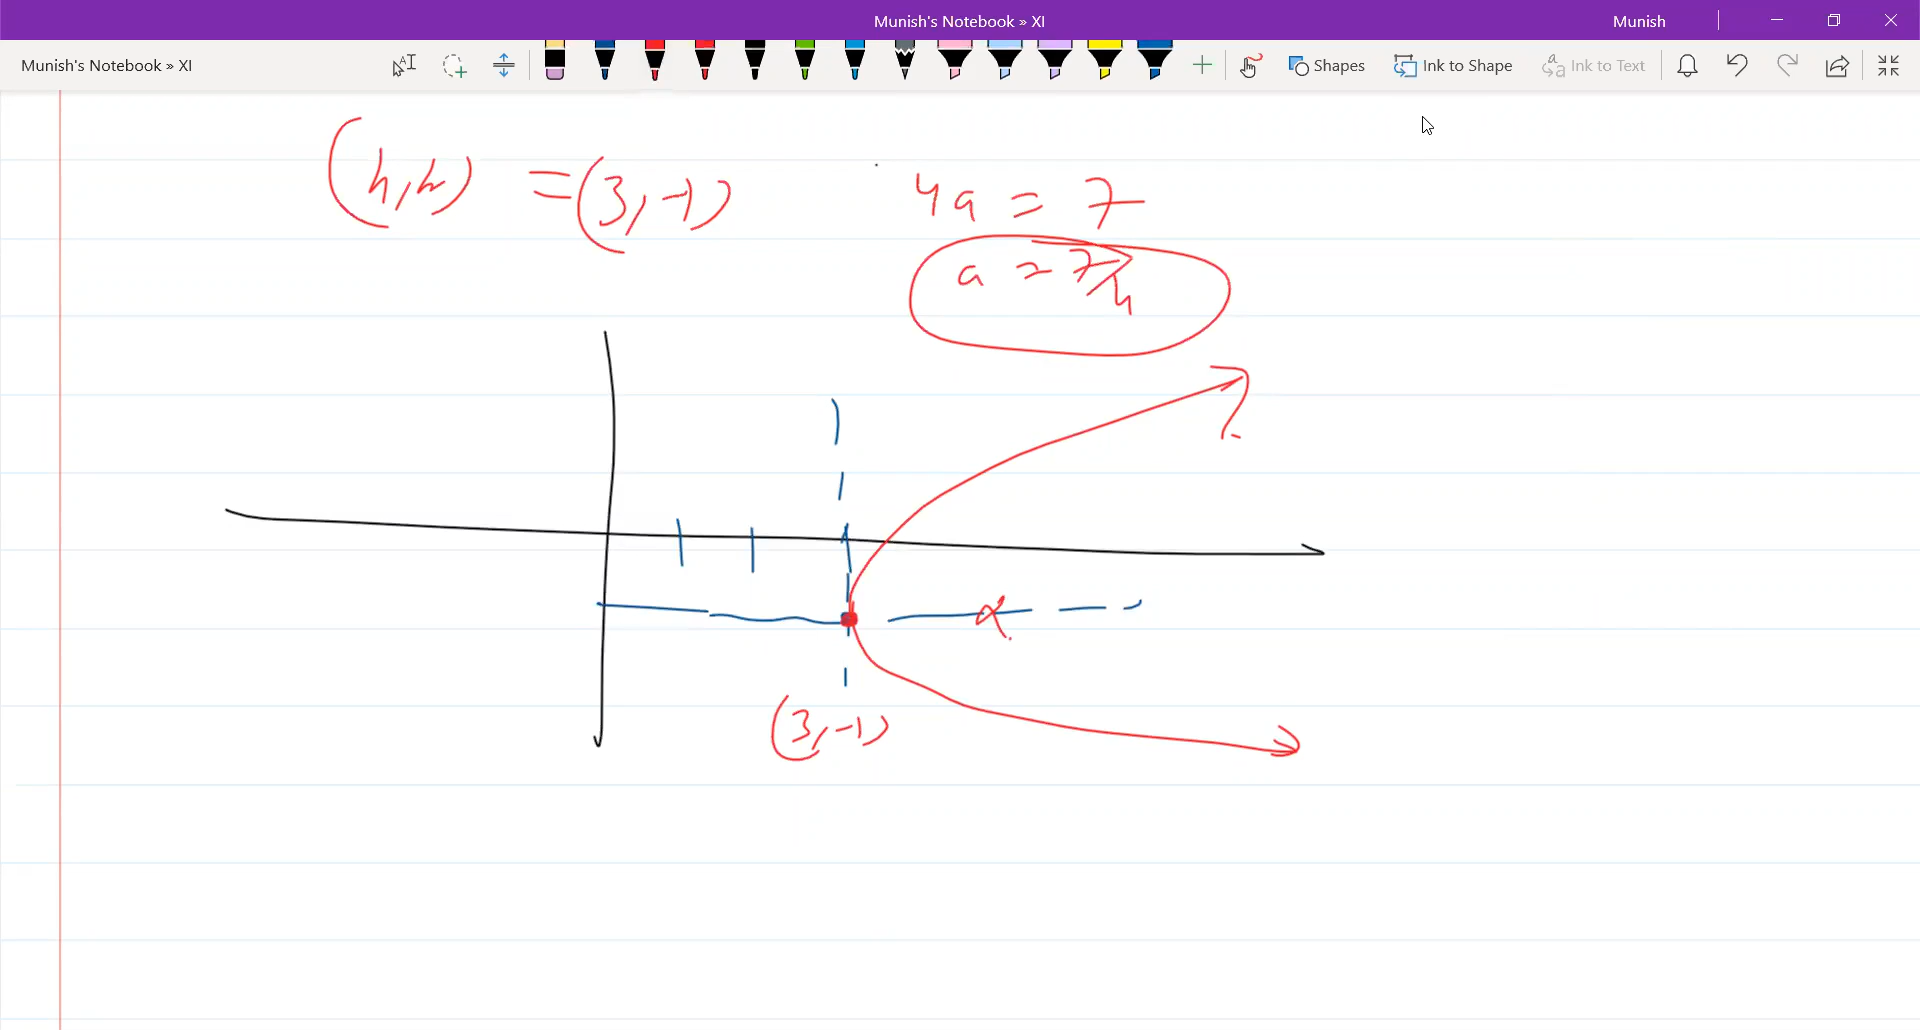 Munish's Notebook » XI
Munish
Munish's Notebook » XI
Shapes
Ink to Shape
Ink to Text
(h,k) = (3,-1)
4a = 7
a = 7/4
(3,-1)